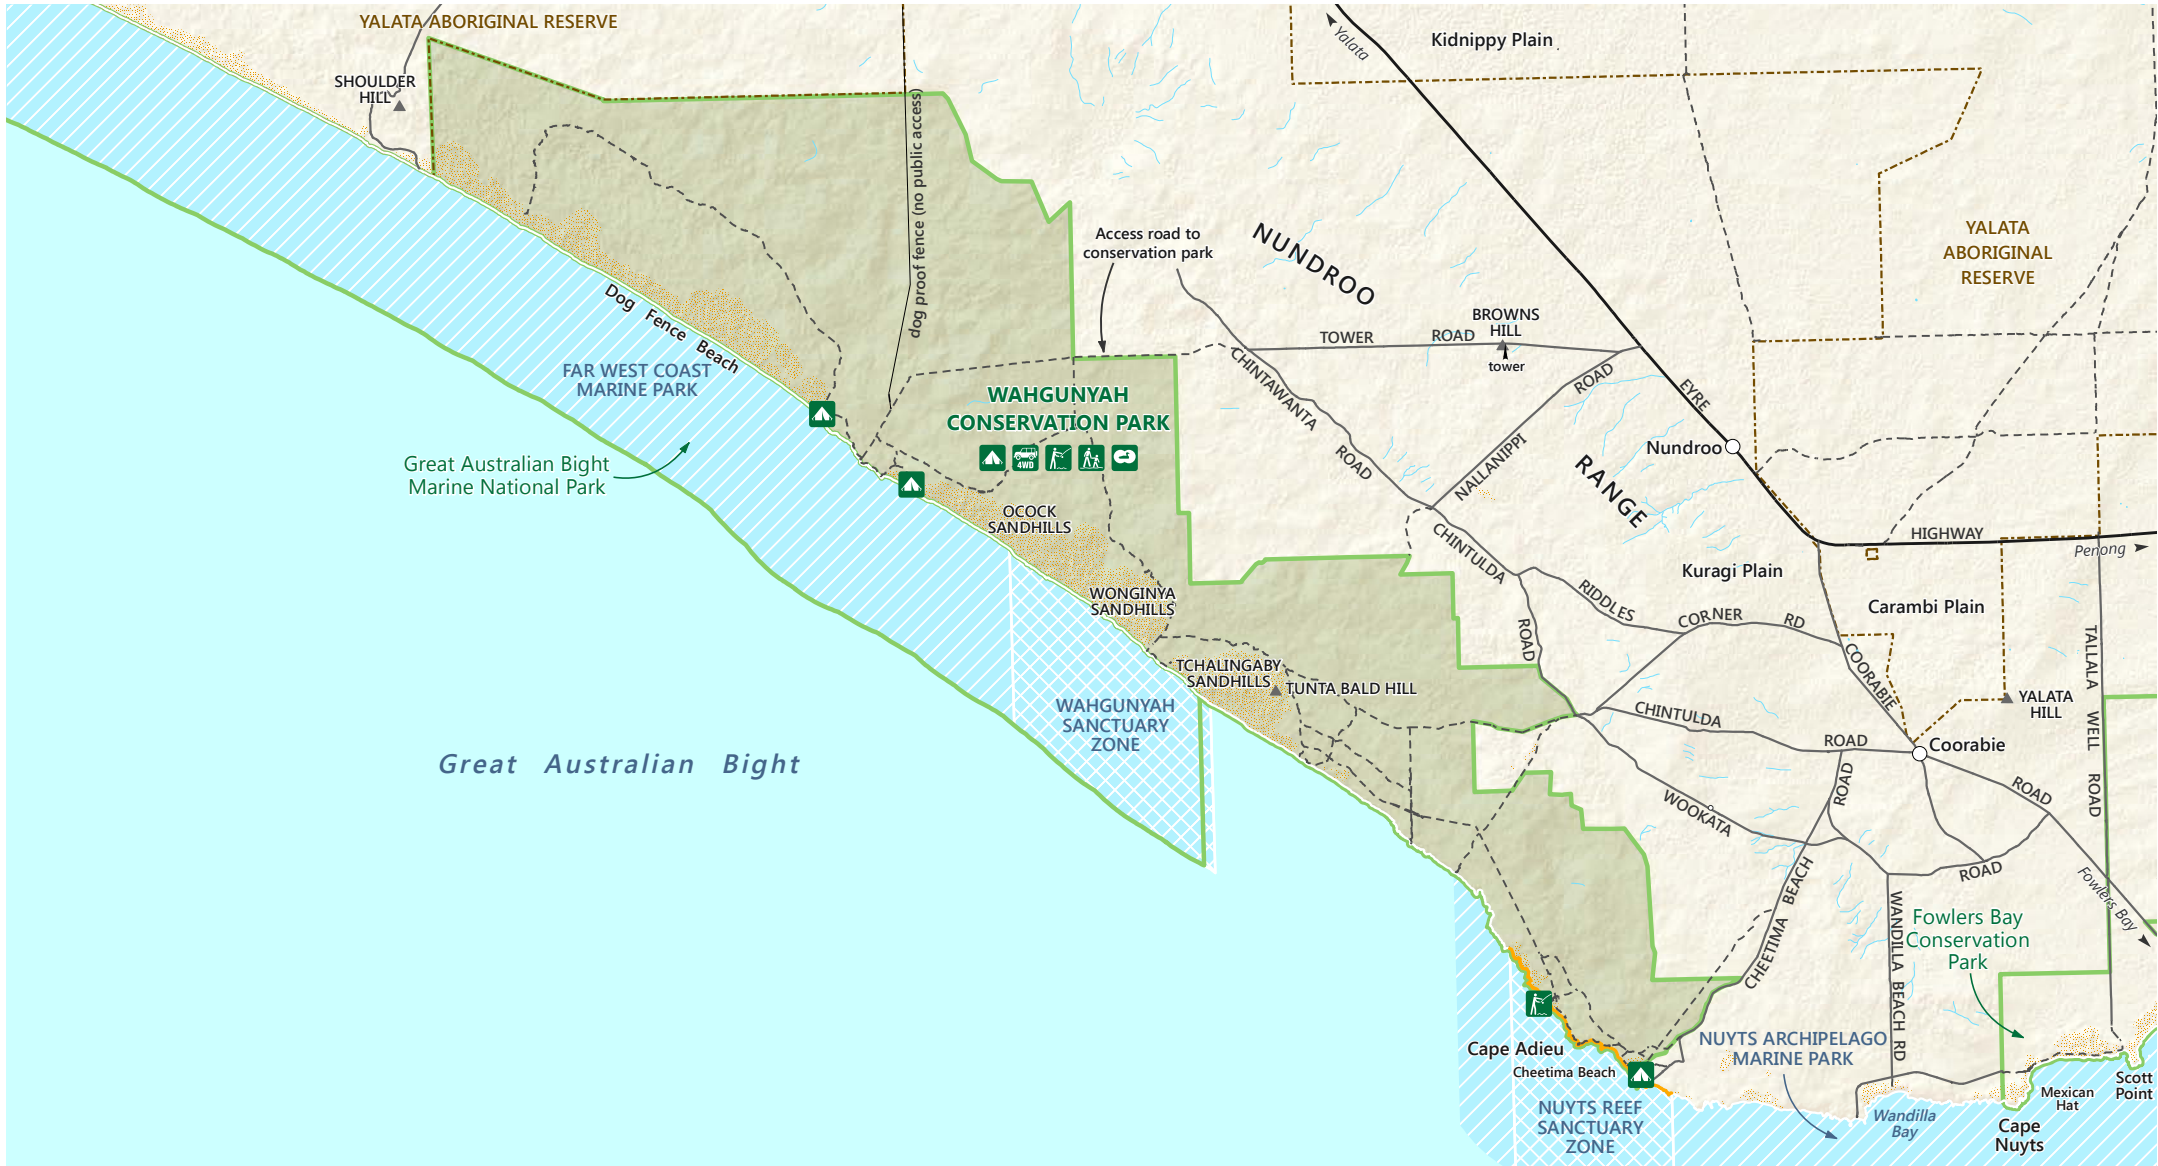 YALATA ABORIGINAL RESERVE
SHOULDER
HILL
Yalata
Kidnippy Plain
dog proof fence (no public access)
Access road to
conservation park
NUNDROO
RANGE
YALATA
ABORIGINAL
RESERVE
BROWNS
HILL
tower
TOWER ROAD
Dog Fence Beach
FAR WEST COAST
MARINE PARK
WAHGUNYAH
CONSERVATION PARK
4WD
CHINTAWANTA
ROAD
NALLANIPPI
ROAD
EYRE
HIGHWAY
Nundroo
Great Australian Bight
Marine National Park
OCOCK
SANDHILLS
CHINTULDA
ROAD
Kuragi Plain
Penong
WONGINYA
SANDHILLS
RIDDLES
CORNER
RD
Carambi Plain
COORABIE
TALLALA
WELL
ROAD
TCHALINGABY
SANDHILLS
TUNTA BALD HILL
YALATA
HILL
WAHGUNYAH
SANCTUARY
ZONE
CHINTULDA
ROAD
Coorabie
Great Australian Bight
ROAD
WOOKATA
ROAD
ROAD
CHEETIMA BEACH
WANDILLA BEACH RD
Fowlers Bay
Fowlers Bay
Conservation
Park
Cape Adieu
Cheetima Beach
NUYTS ARCHIPELAGO
MARINE PARK
NUYTS REEF
SANCTUARY
ZONE
Wandilla
Bay
Mexican
Hat
Scott
Point
Cape
Nuyts